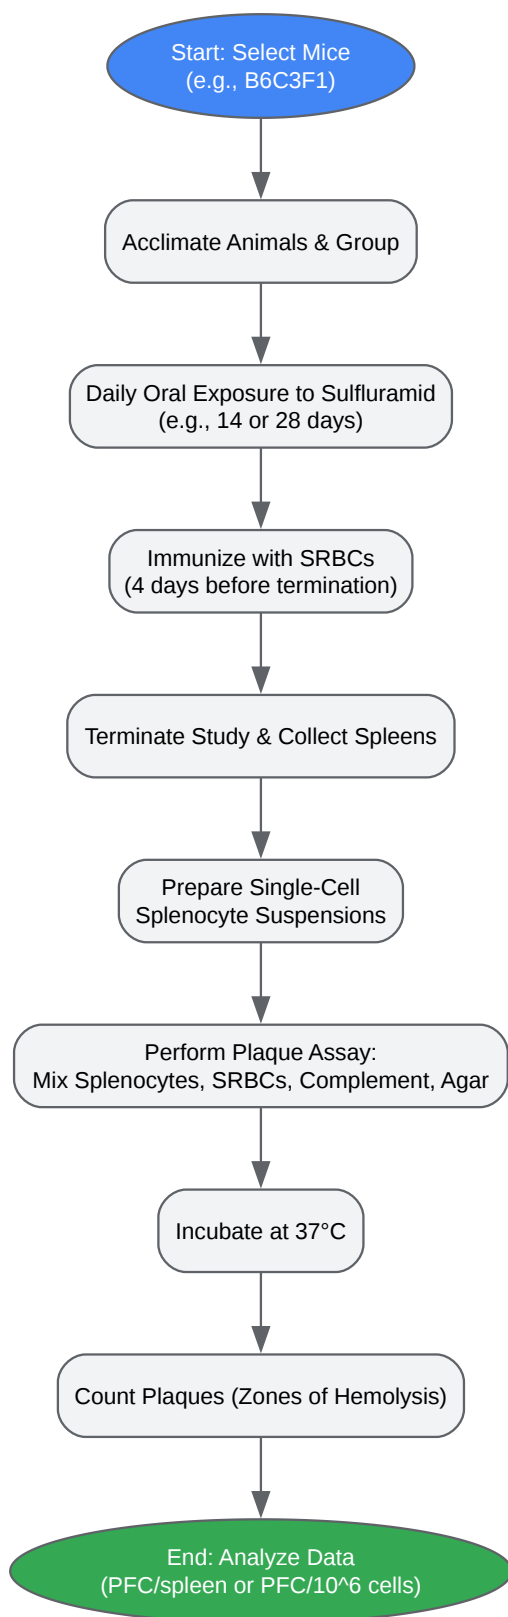 Start: Select Mice
(e.g., B6C3F1)
Acclimate Animals & Group
Daily Oral Exposure to Sulfluramid
(e.g., 14 or 28 days)
Immunize with SRBCs
(4 days before termination)
Terminate Study & Collect Spleens
Prepare Single-Cell
Splenocyte Suspensions
Perform Plaque Assay:
Mix Splenocytes, SRBCs, Complement, Agar
Incubate at 37°C
Count Plaques (Zones of Hemolysis)
End: Analyze Data
(PFC/spleen or PFC/10^6 cells)